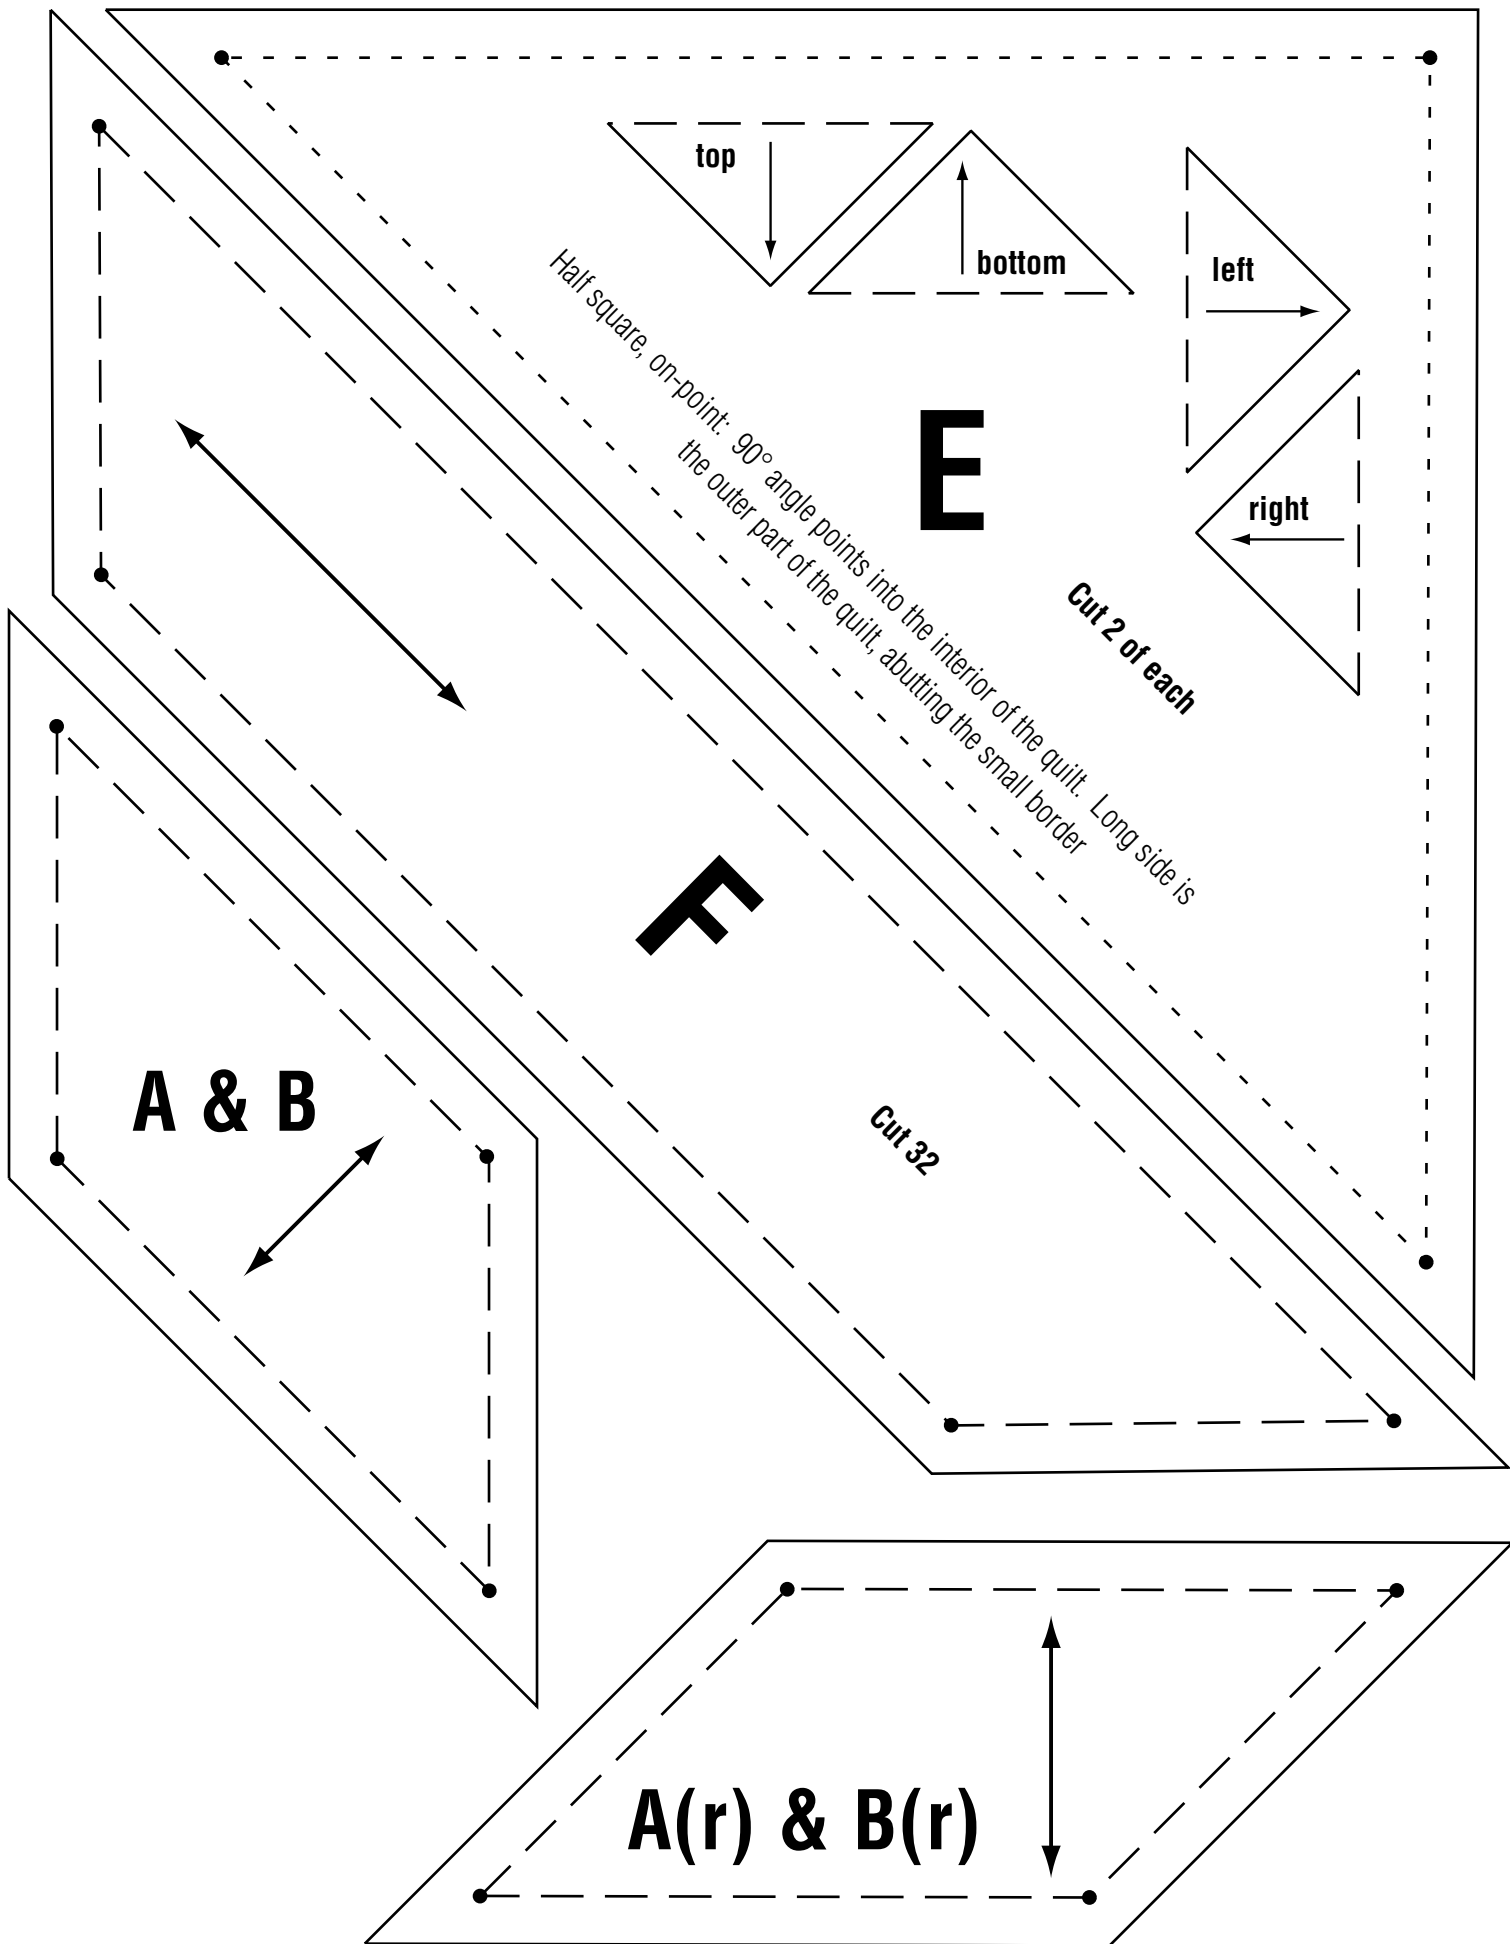 top
bottom
left
right
E
Half square, on-point: 90° angle points into the interior of the quilt. Long side is
the outer part of the quilt, abutting the small border
Cut 2 of each
F
Cut 32
A & B
A(r) & B(r)